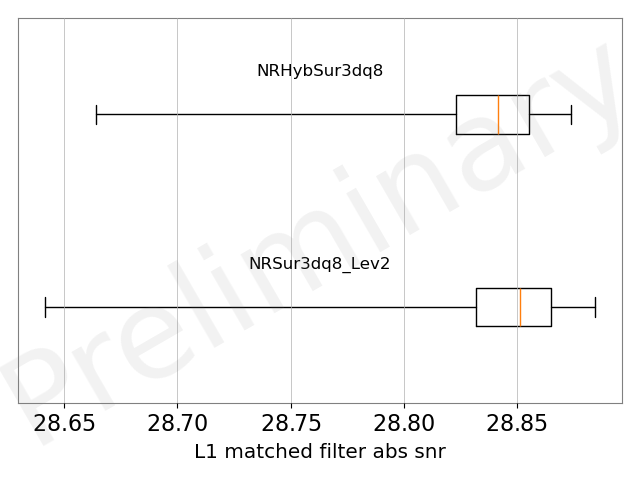 NRHybSur3dq8
NRSur3dq8_Lev2
Preliminary
28.65 28.70 28.75 28.80 28.85
L1 matched filter abs snr